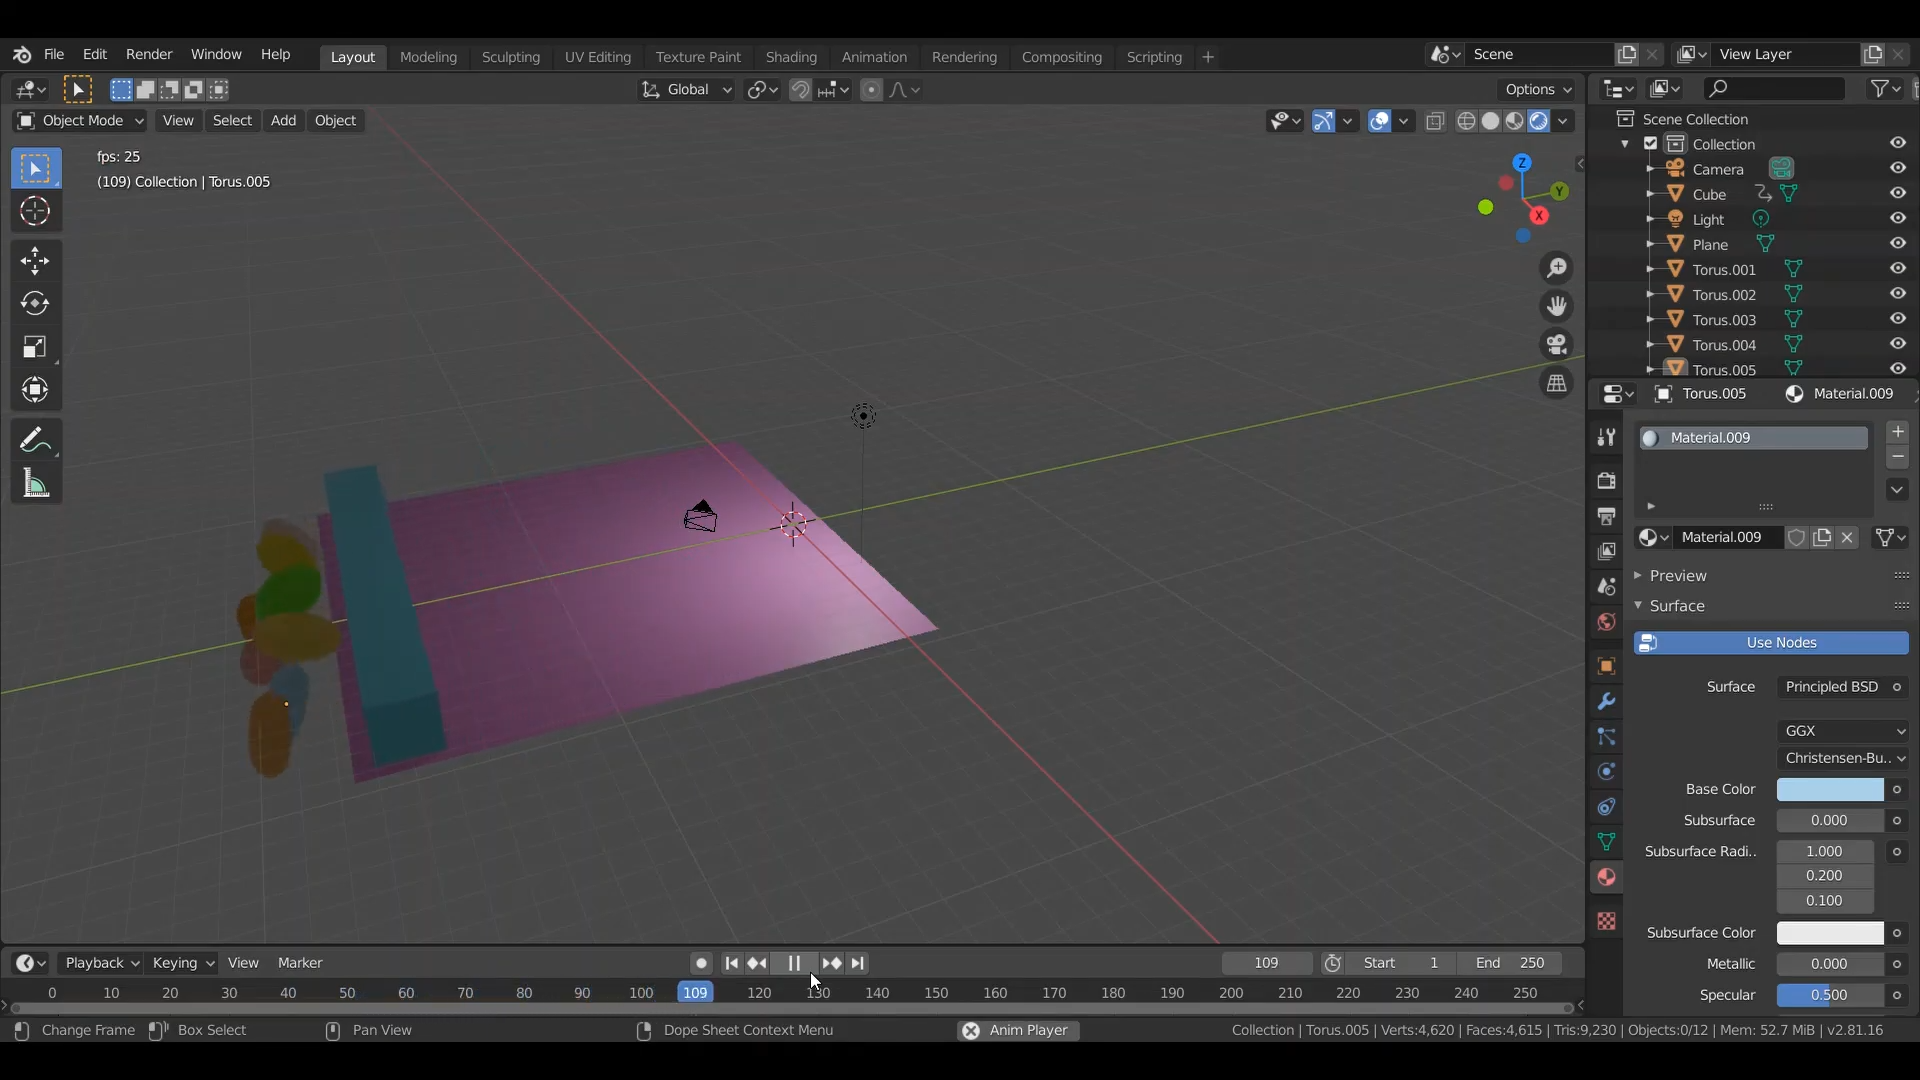 File Edit Render Window Help Layout Modeling Sculpting UV Editing Texture Paint Shading Animation Rendering Compositing Scripting + Scene View Layer
Global Options
Object Mode View Select Add Object
fps: 25
(109) Collection | Torus.005
Z
Y
X
Scene Collection
Collection
Camera
Cube
Light
Plane
Torus.001
Torus.002
Torus.003
Torus.004
Torus.005
Torus.005 Material.009
Material.009
Material.009
Preview
Surface
Use Nodes
Surface Principled BSD
GGX
Christensen-Bu..
Base Color
Subsurface 0.000
Subsurface Radi.. 1.000
0.200
0.100
Subsurface Color
Metallic 0.000
Specular 0.500
Playback Keying View Marker 109 Start 1 End 250
0 10 20 30 40 50 60 70 80 90 100 109 120 130 140 150 160 170 180 190 200 210 220 230 240 250
Change Frame Box Select Pan View Dope Sheet Context Menu Anim Player Collection | Torus.005 | Verts:4,620 | Faces:4,615 | Tris:9,230 | Objects:0/12 | Mem: 52.7 MiB | v2.81.16